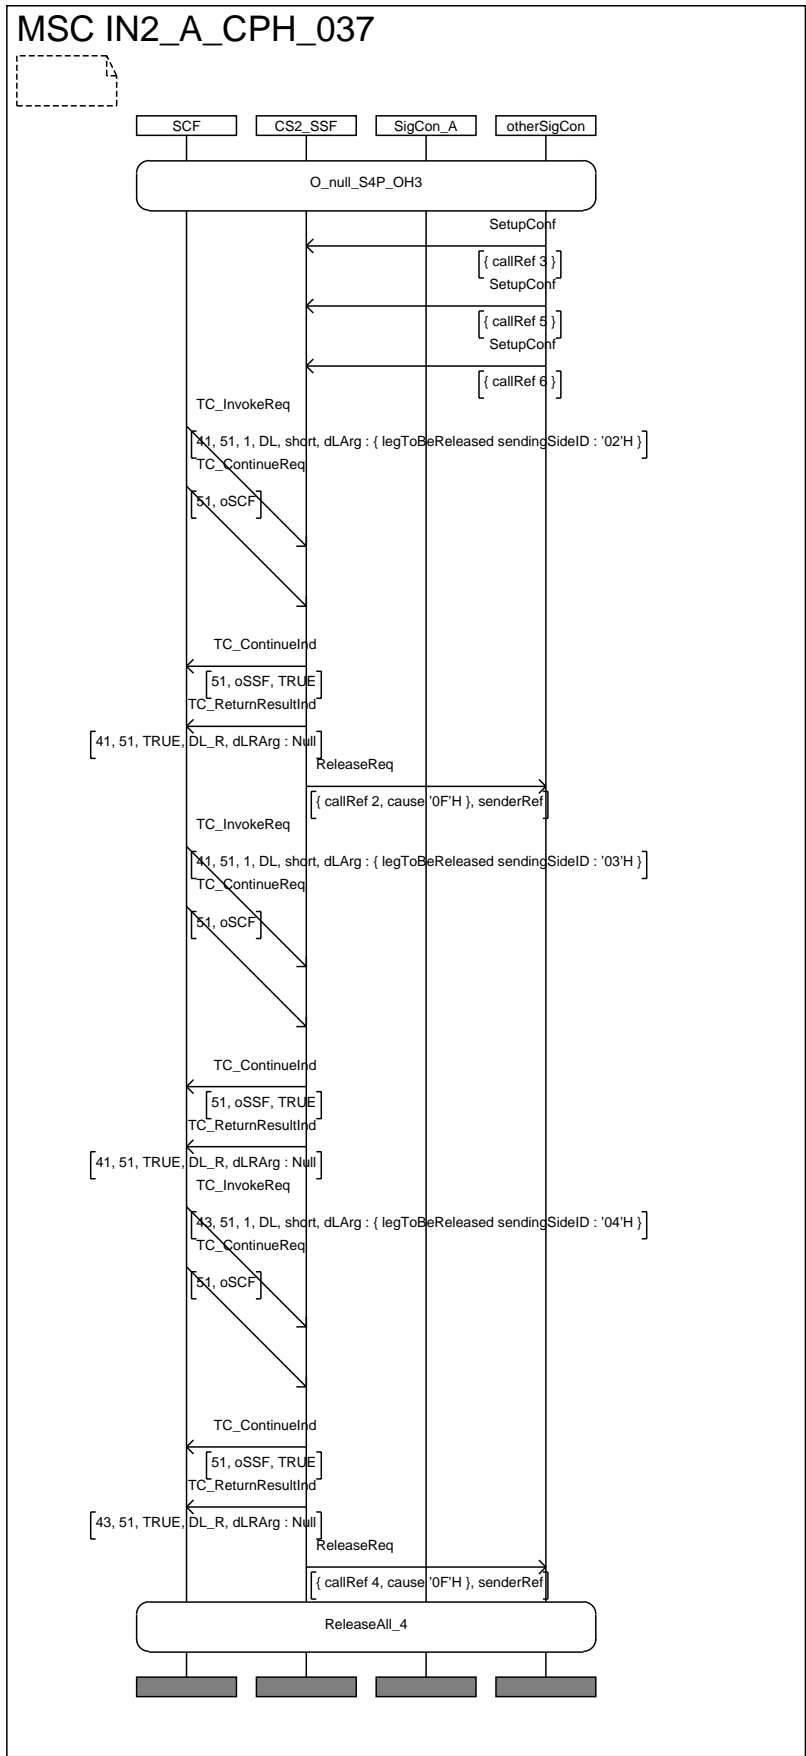 MSC IN2_A_CPH_037
SCF CS2_SSF SigCon_A otherSigCon
O_null_S4P_OH3
SetupConf
{ callRef 3 }
SetupConf
{ callRef 5 }
SetupConf
{ callRef 6 }
TC_InvokeReq
41, 51, 1, DL, short, dLArg : { legToBeReleased sendingSideID : '02'H }
TC_ContinueReq
51, oSCF
TC_ContinueInd
51, oSSF, TRUE
TC_ReturnResultInd
41, 51, TRUE, DL_R, dLRArg : Null
ReleaseReq
{ callRef 2, cause '0F'H }, senderRef
TC_InvokeReq
41, 51, 1, DL, short, dLArg : { legToBeReleased sendingSideID : '03'H }
TC_ContinueReq
51, oSCF
TC_ContinueInd
51, oSSF, TRUE
TC_ReturnResultInd
41, 51, TRUE, DL_R, dLRArg : Null
TC_InvokeReq
43, 51, 1, DL, short, dLArg : { legToBeReleased sendingSideID : '04'H }
TC_ContinueReq
51, oSCF
TC_ContinueInd
51, oSSF, TRUE
TC_ReturnResultInd
43, 51, TRUE, DL_R, dLRArg : Null
ReleaseReq
{ callRef 4, cause '0F'H }, senderRef
ReleaseAll_4